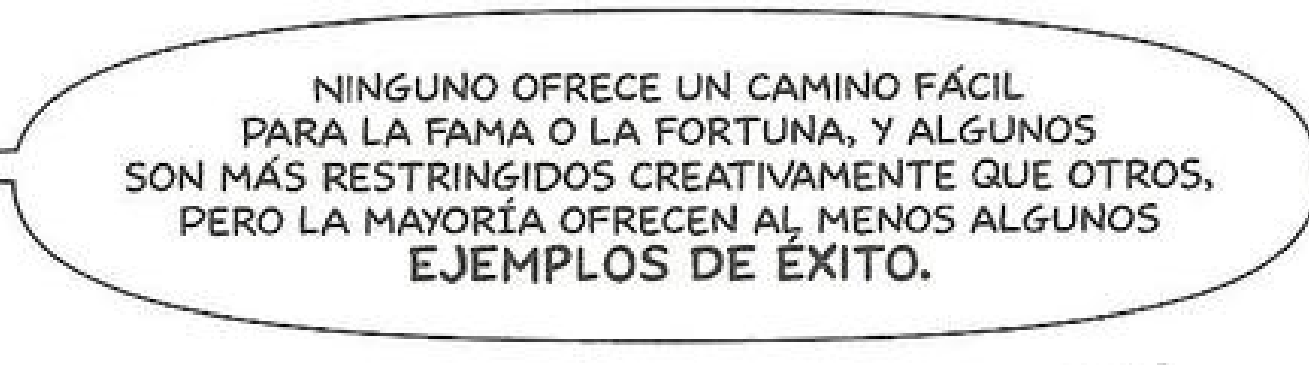 NINGUNO OFRECE UN CAMINO FÁCIL
PARA LA FAMA O LA FORTUNA, Y ALGUNOS
SON MÁS RESTRINGIDOS CREATIVAMENTE QUE OTROS,
PERO LA MAYORÍA OFRECEN AL MENOS ALGUNOS
EJEMPLOS DE ÉXITO.